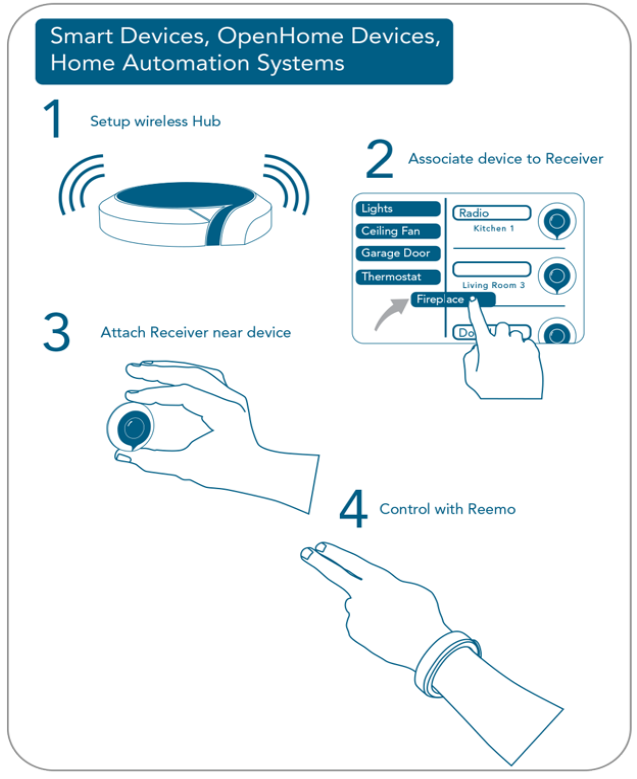 Smart Devices, OpenHome Devices,
Home Automation Systems
1
Setup wireless Hub
2
Associate device to Receiver
Lights
Ceiling Fan
Garage Door
Thermostat
Fireplace
Radio
Kitchen 1
Living Room 3
Do
3
Attach Receiver near device
4
Control with Reemo